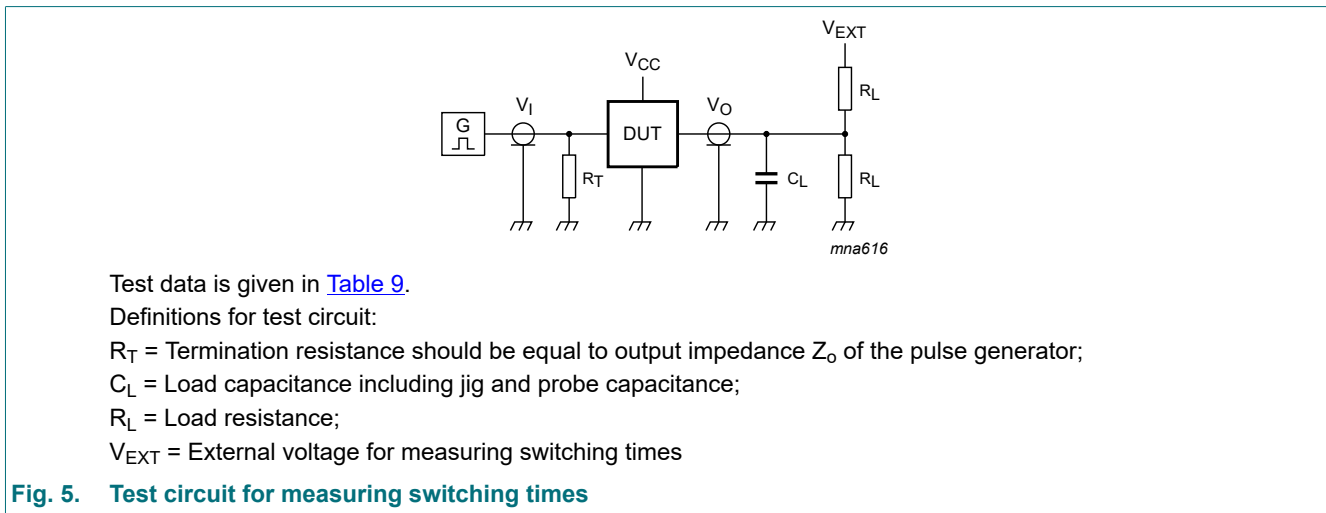 VEXT
VCC
RL
VI
VO
G
DUT
RT
CL
RL
mna616
Test data is given in Table 9.
Definitions for test circuit:
RT = Termination resistance should be equal to output impedance Zo of the pulse generator;
CL = Load capacitance including jig and probe capacitance;
RL = Load resistance;
VEXT = External voltage for measuring switching times
Fig. 5. Test circuit for measuring switching times